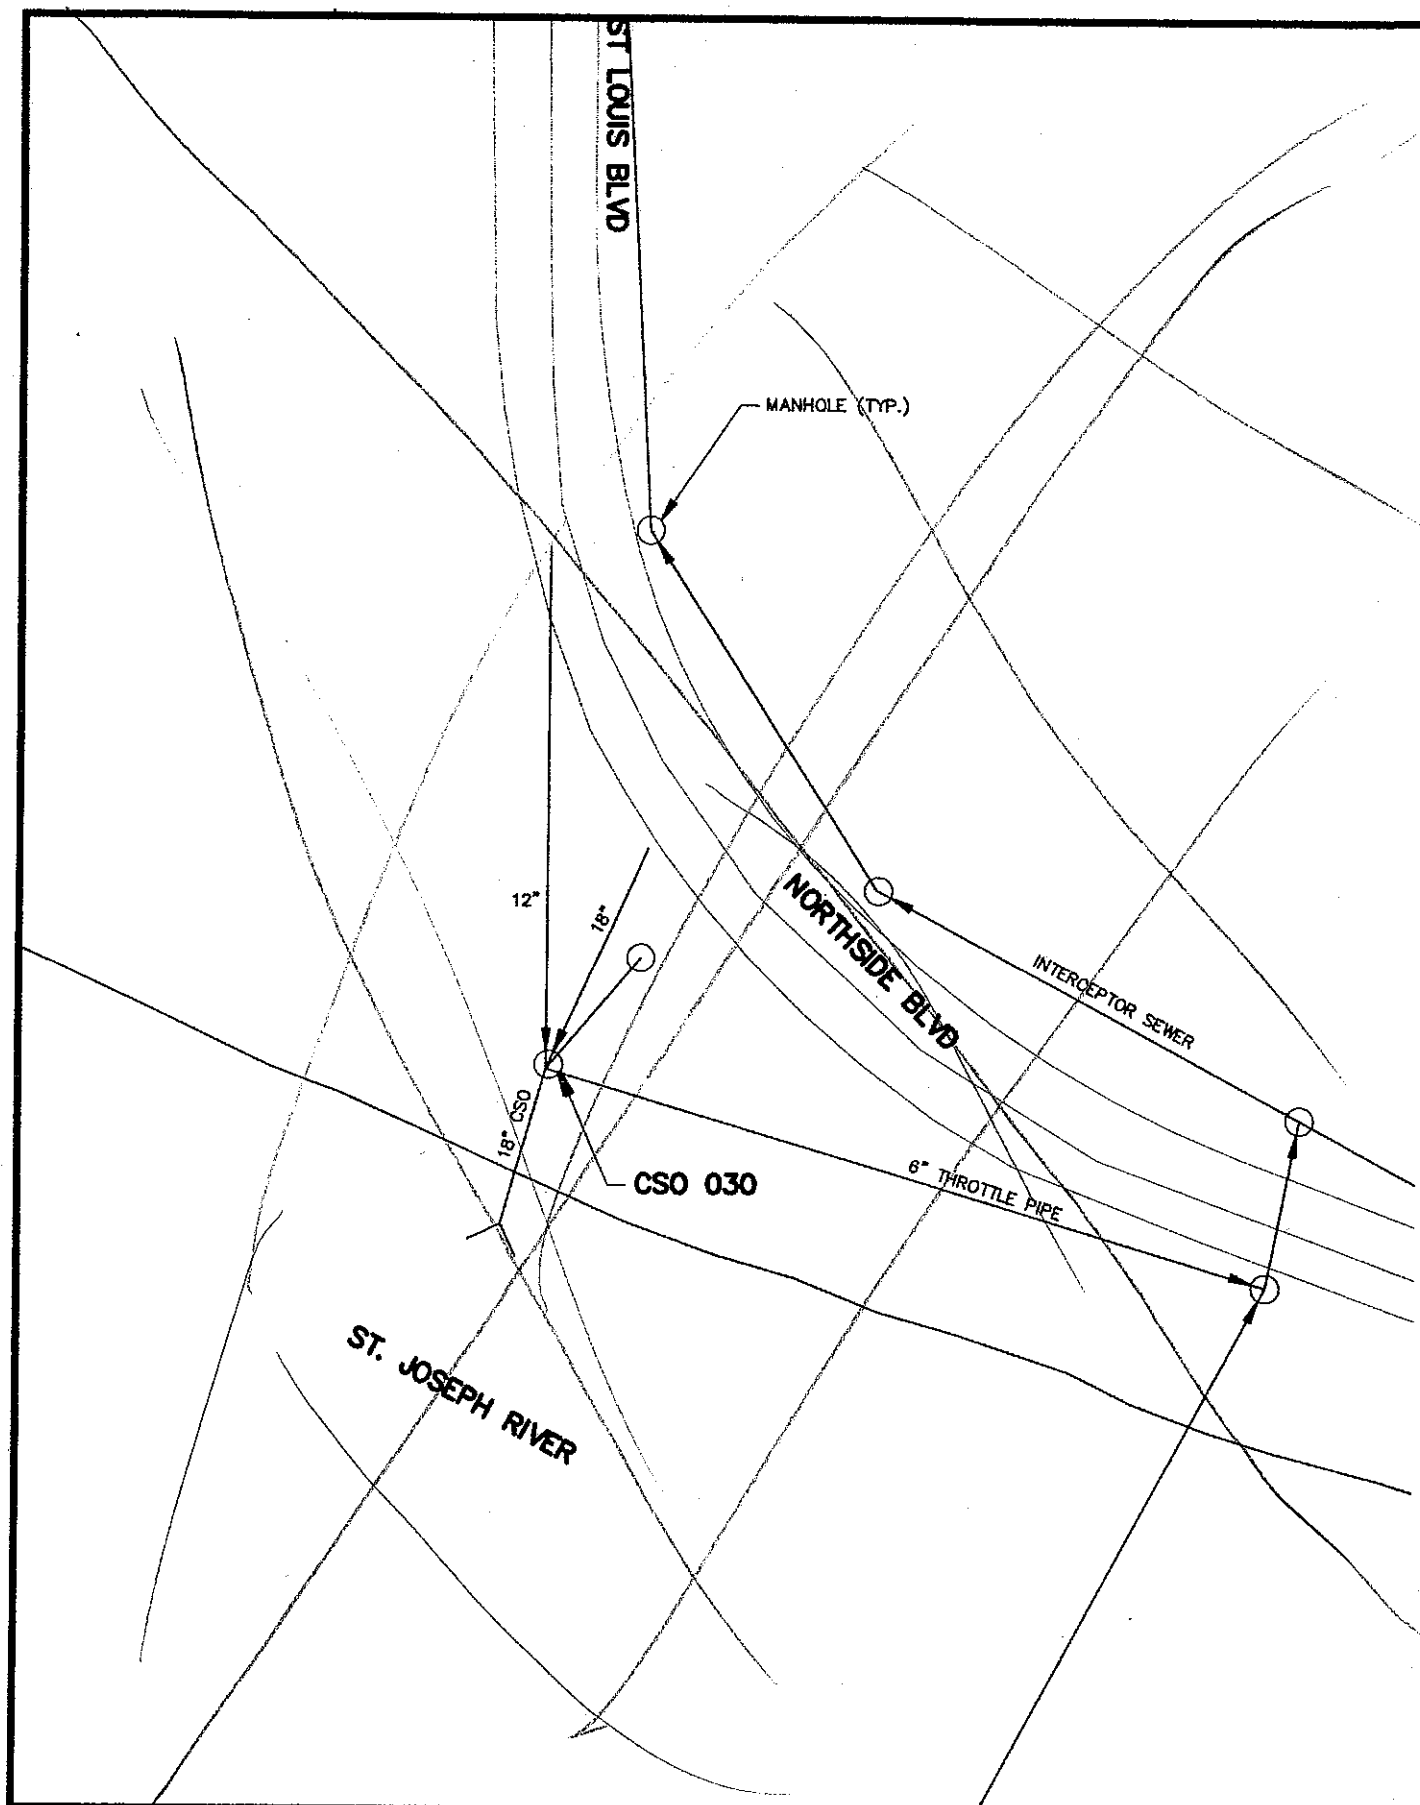 ST LOUIS BLVD
MANHOLE (TYP.)
12"
18"
NORTHSIDE BLVD
INTERCEPTOR SEWER
18" CSO
CSO 030
6" THROTTLE PIPE
ST. JOSEPH RIVER